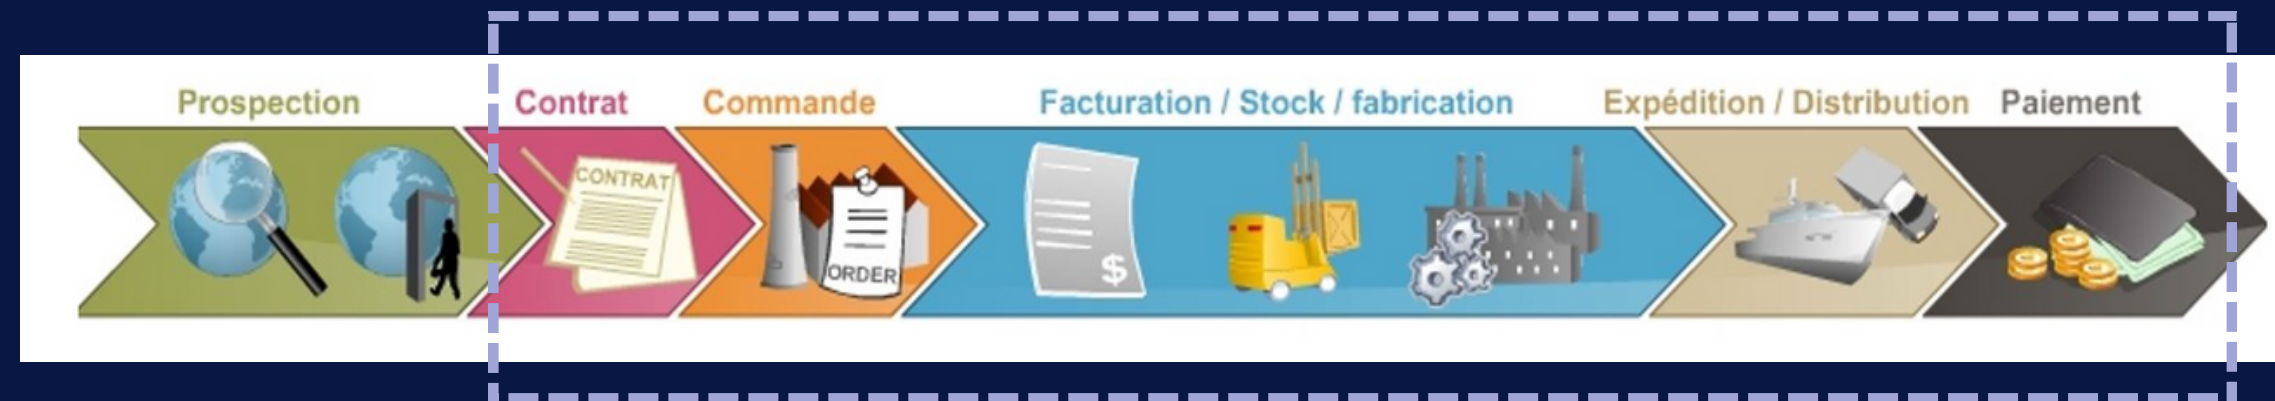 Prospection
Contrat
Commande
Facturation / Stock / fabrication
Expédition / Distribution
Paiement
CONTRAT
ORDER
$